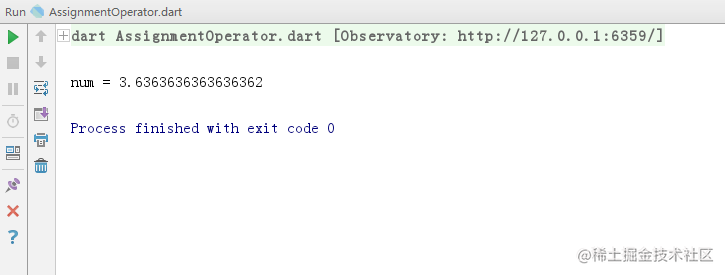 Run AssignmentOperator.dart
dart AssignmentOperator.dart [Observatory: http://127.0.0.1:6359/]
num = 3.6363636363636362
Process finished with exit code 0
@稀土掘金技术社区